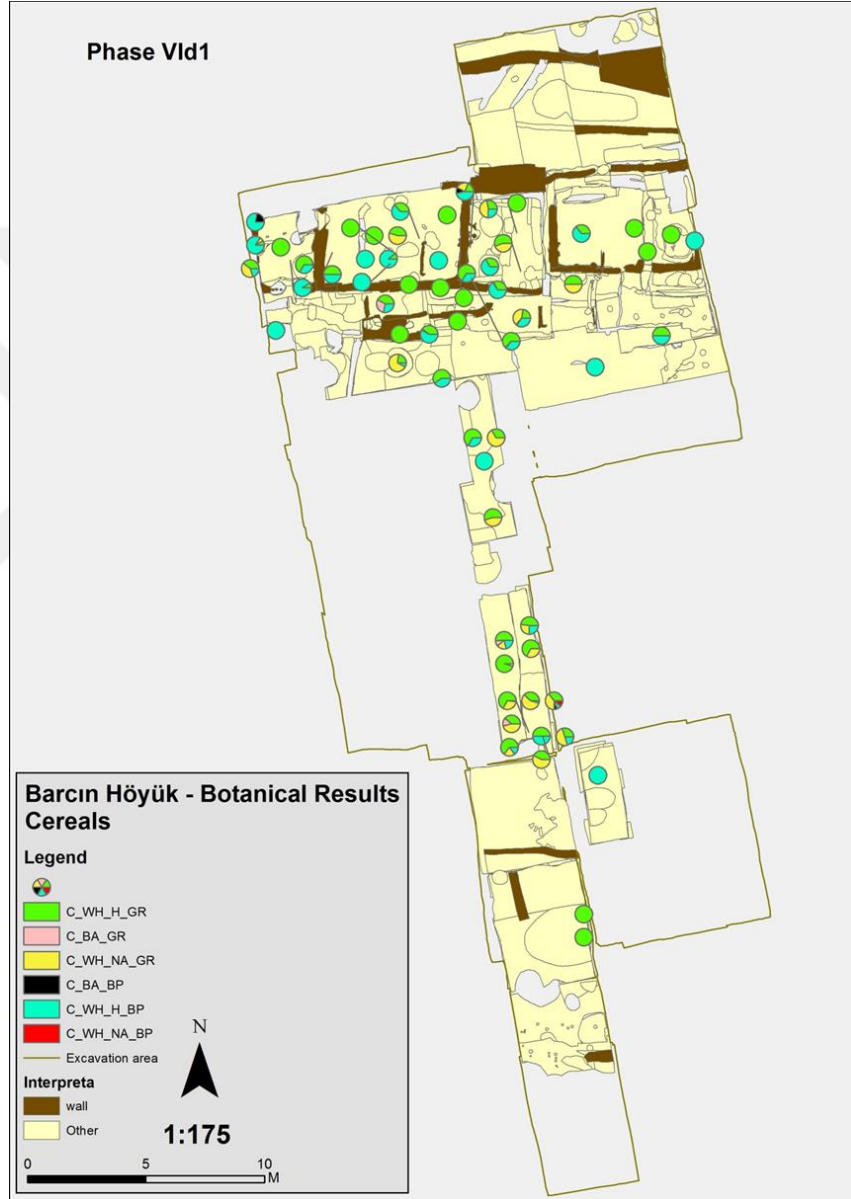 Phase VId1
Barcın Höyük - Botanical Results
Cereals
Legend
C_WH_H_GR
C_BA_GR
C_WH_NA_GR
C_BA_BP
C_WH_H_BP
C_WH_NA_BP
Excavation area
Interpreta
wall
Other
N
1:175
0 5 10
M